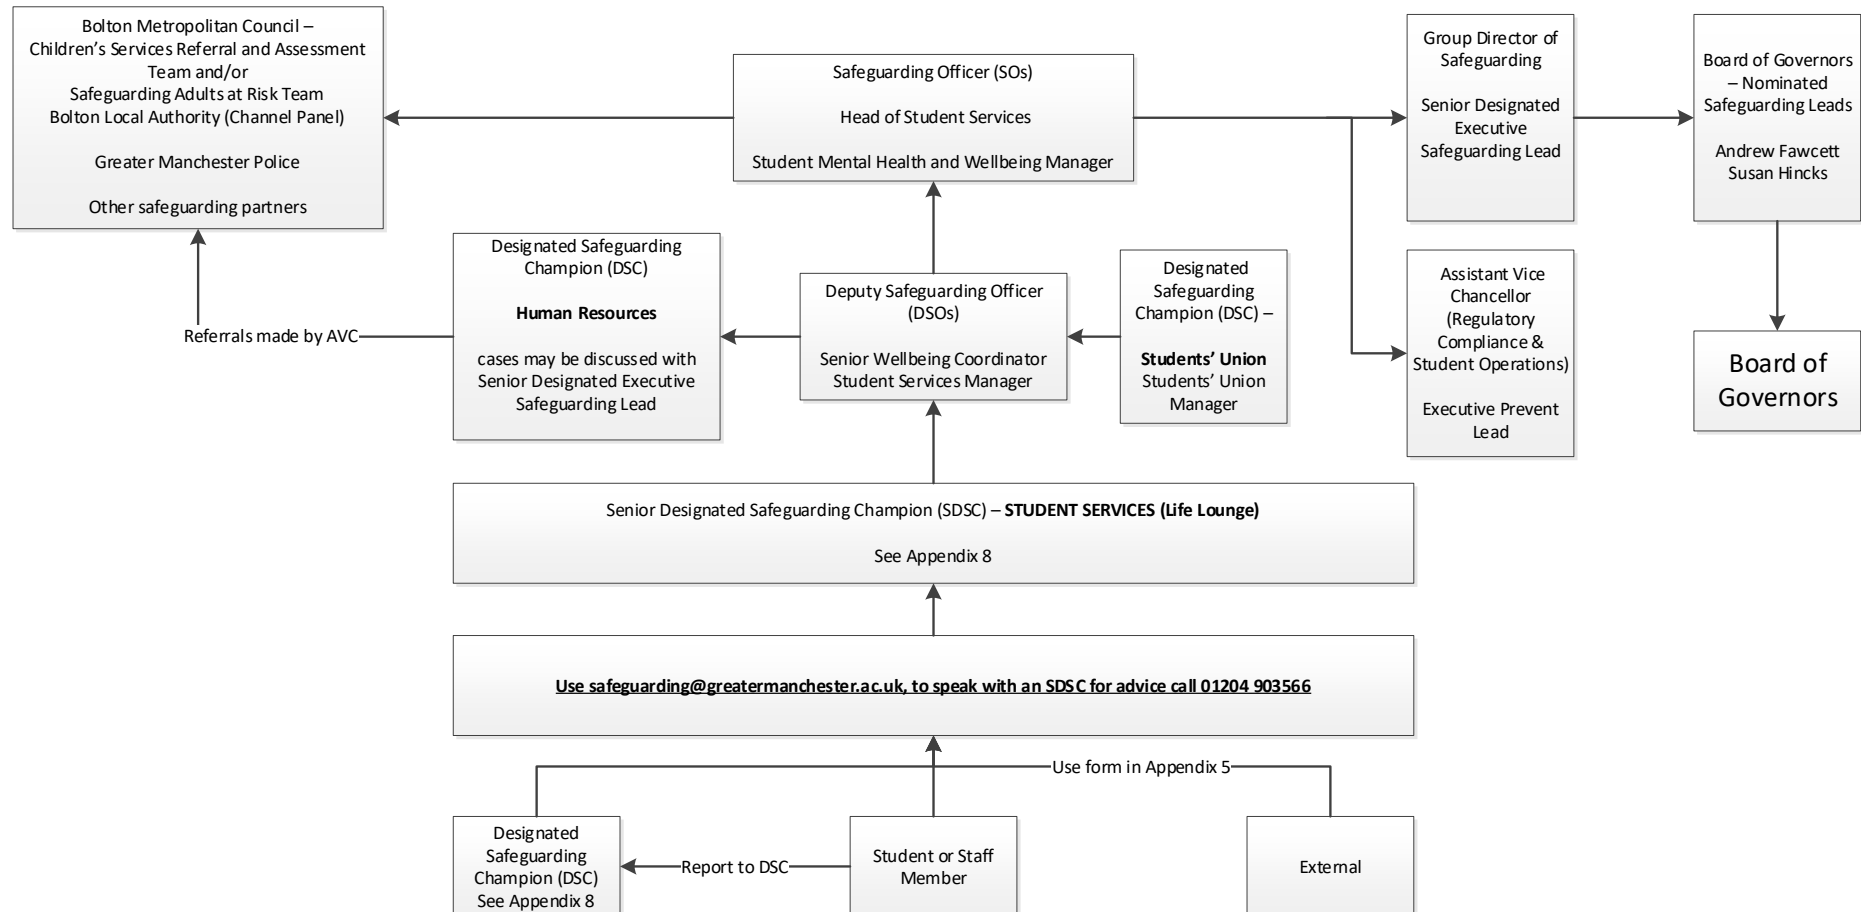 Bolton Metropolitan Council –
Children's Services Referral and Assessment
Team and/or
Safeguarding Adults at Risk Team
Bolton Local Authority (Channel Panel)
Greater Manchester Police
Other safeguarding partners
Safeguarding Officer (SOs)
Head of Student Services
Student Mental Health and Wellbeing Manager
Group Director of
Safeguarding
Senior Designated
Executive
Safeguarding Lead
Board of Governors
– Nominated
Safeguarding Leads
Andrew Fawcett
Susan Hincks
Referrals made by AVC
Designated Safeguarding
Champion (DSC)
Human Resources
cases may be discussed with
Senior Designated Executive
Safeguarding Lead
Deputy Safeguarding Officer
(DSOs)
Senior Wellbeing Coordinator
Student Services Manager
Designated
Safeguarding
Champion (DSC) –
Students' Union
Students' Union
Manager
Assistant Vice
Chancellor
(Regulatory
Compliance &
Student Operations)
Executive Prevent
Lead
Board of
Governors
Senior Designated Safeguarding Champion (SDSC) – STUDENT SERVICES (Life Lounge)
See Appendix 8
Use safeguarding@greatermanchester.ac.uk, to speak with an SDSC for advice call 01204 903566
Use form in Appendix 5
Designated
Safeguarding
Champion (DSC)
See Appendix 8
Report to DSC
Student or Staff
Member
External